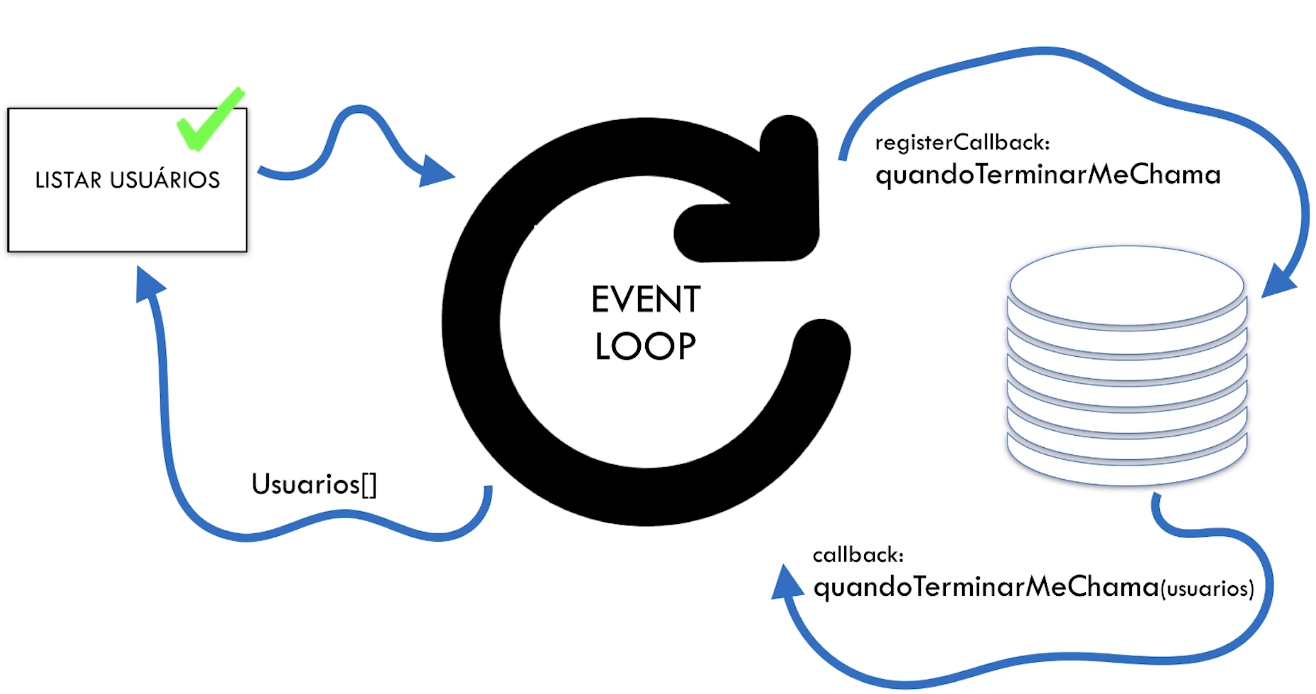 LISTAR USUÁRIOS
registerCallback:
quandoTerminarMeChama
EVENT
LOOP
Usuarios[]
callback:
quandoTerminarMeChama(usuarios)